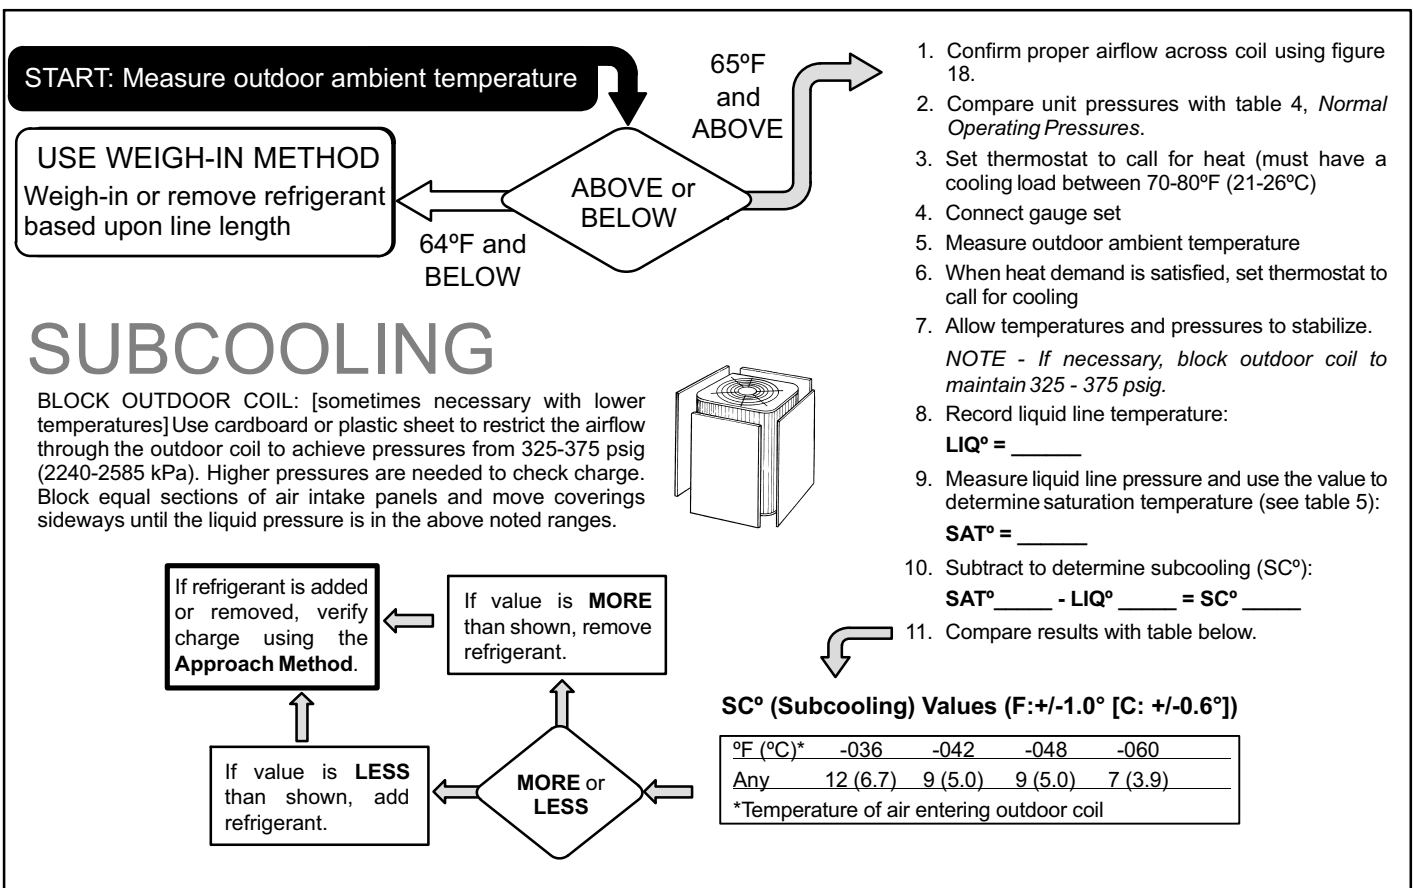 START: Measure outdoor ambient temperature
USE WEIGH-IN METHOD
Weigh-in or remove refrigerant
based upon line length
64ºF and
BELOW
ABOVE or
BELOW
65ºF
and
ABOVE
1. Confirm proper airflow across coil using figure
18.
2. Compare unit pressures with table 4, Normal
Operating Pressures.
3. Set thermostat to call for heat (must have a
cooling load between 70-80ºF (21-26ºC)
4. Connect gauge set
5. Measure outdoor ambient temperature
6. When heat demand is satisfied, set thermostat to
call for cooling
7. Allow temperatures and pressures to stabilize.
NOTE - If necessary, block outdoor coil to
maintain 325 - 375 psig.
8. Record liquid line temperature:
LIQº = ______
9. Measure liquid line pressure and use the value to
determine saturation temperature (see table 5):
SATº = ______
10. Subtract to determine subcooling (SCº):
SATº_____ - LIQº _____ = SCº _____
11. Compare results with table below.
SUBCOOLING
BLOCK OUTDOOR COIL: [sometimes necessary with lower
temperatures] Use cardboard or plastic sheet to restrict the airflow
through the outdoor coil to achieve pressures from 325-375 psig
(2240-2585 kPa). Higher pressures are needed to check charge.
Block equal sections of air intake panels and move coverings
sideways until the liquid pressure is in the above noted ranges.
SCº (Subcooling) Values (F:+/-1.0° [C: +/-0.6°])
ºF (ºC)* -036 -042 -048 -060
Any 12 (6.7) 9 (5.0) 9 (5.0) 7 (3.9)
*Temperature of air entering outdoor coil
MORE or
LESS
If value is MORE
than shown, remove
refrigerant.
If value is LESS
than shown, add
refrigerant.
If refrigerant is added
or removed, verify
charge using the
Approach Method.